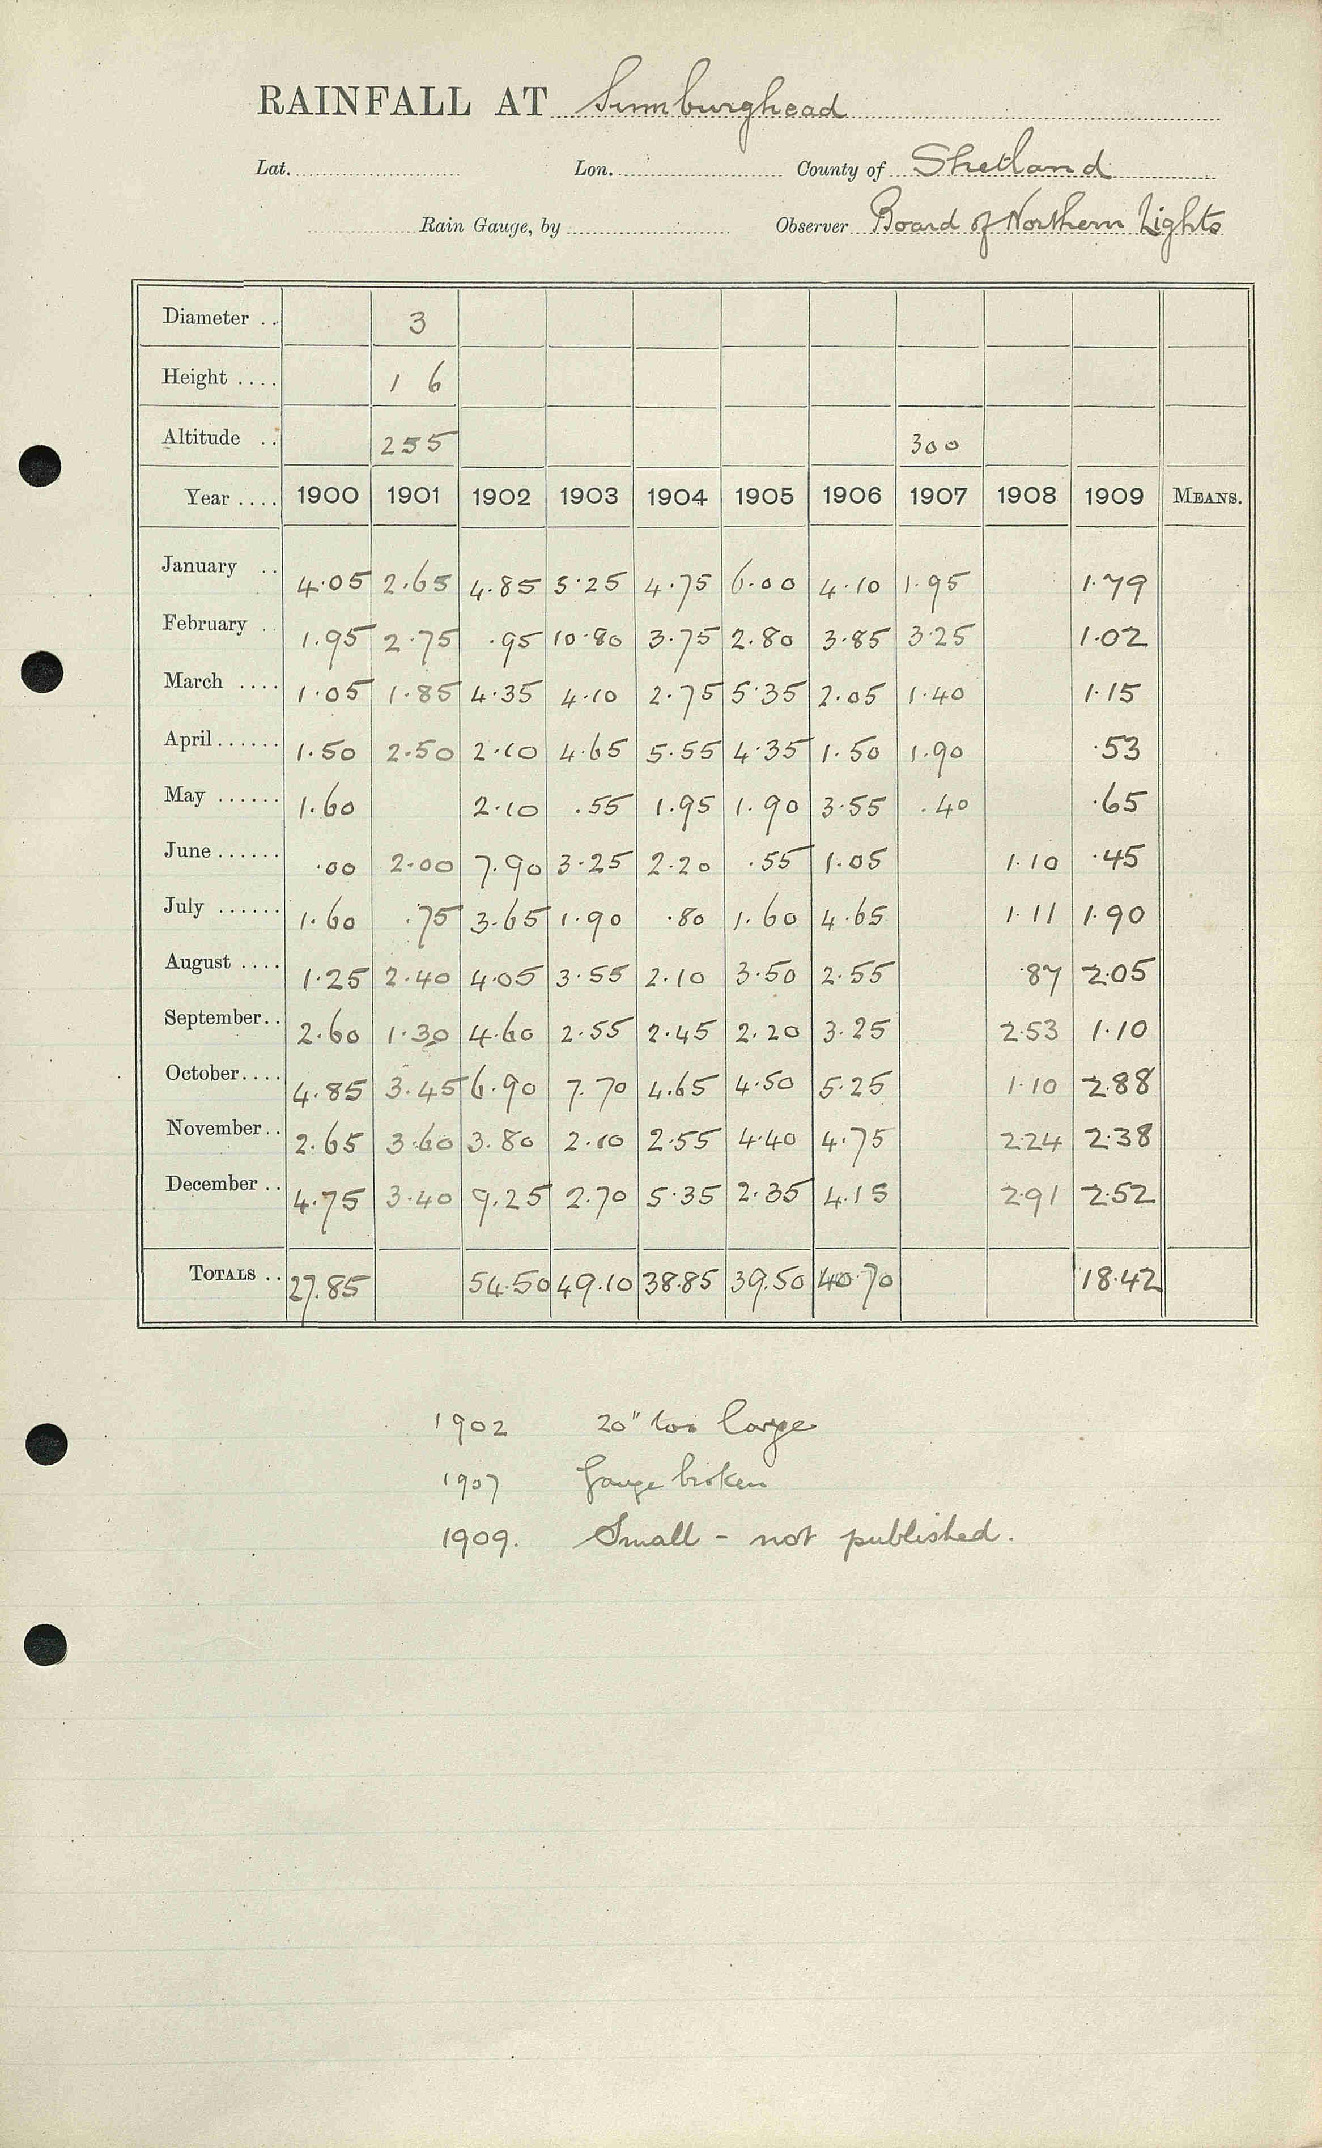 RAINFALL AT Sumburghead
Lat. Lon. County of Shetland
Rain Gauge, by Observer Board of Northern Lights
Diameter .. 3
Height .... 1 6
Altitude .. 255 300
Year .... 1900 1901 1902 1903 1904 1905 1906 1907 1908 1909 MEANS.
January .. 4.05 2.65 4.85 5.25 4.75 6.00 4.10 1.95 1.79
February .. 1.95 2.75 .95 10.80 3.75 2.80 3.85 3.25 1.02
March .... 1.05 1.85 4.35 4.10 2.75 5.35 2.05 1.40 1.15
April...... 1.50 2.50 2.10 4.65 5.55 4.35 1.50 1.90 .53
May ...... 1.60 2.10 .55 1.95 1.90 3.55 .40 .65
June...... .00 2.00 7.90 3.25 2.20 .55 1.05 1.10 .45
July ...... 1.60 .75 3.65 1.90 .80 1.60 4.65 1.11 1.90
August .... 1.25 2.40 4.05 3.55 2.10 3.50 2.55 .87 2.05
September.. 2.60 1.30 4.60 2.55 2.45 2.20 3.25 2.53 1.10
October.... 4.85 3.45 6.90 7.70 4.65 4.50 5.25 1.10 2.88
November.. 2.65 3.60 3.80 2.10 2.55 4.40 4.75 2.24 2.38
December .. 4.75 3.40 9.25 2.70 5.35 2.35 4.15 2.91 2.52
TOTALS .. 27.85 54.50 49.10 38.85 39.50 40.70 18.42
1902 20" too large
1907 Gauge broken
1909. Small - not published.